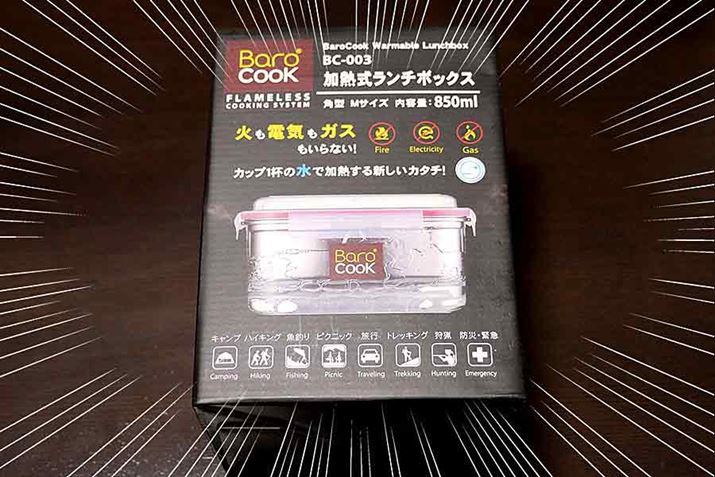 Baro
COOK
FLAMELESS
COOKING SYSTEM
BaroCook Warmable Lunchbox
BC-003
加熱式ランチボックス
角型 Mサイズ 内容量:850ml
火も電気もガス
もいらない!
Fire Electricity Gas
カップ1杯の水で加熱する新しいカタチ!
Baro
COOK
キャンプ ハイキング 魚釣り ピクニック 旅行 トレッキング 狩猟 防災・緊急
Camping Hiking Fishing Picnic Traveling Trekking Hunting Emergency